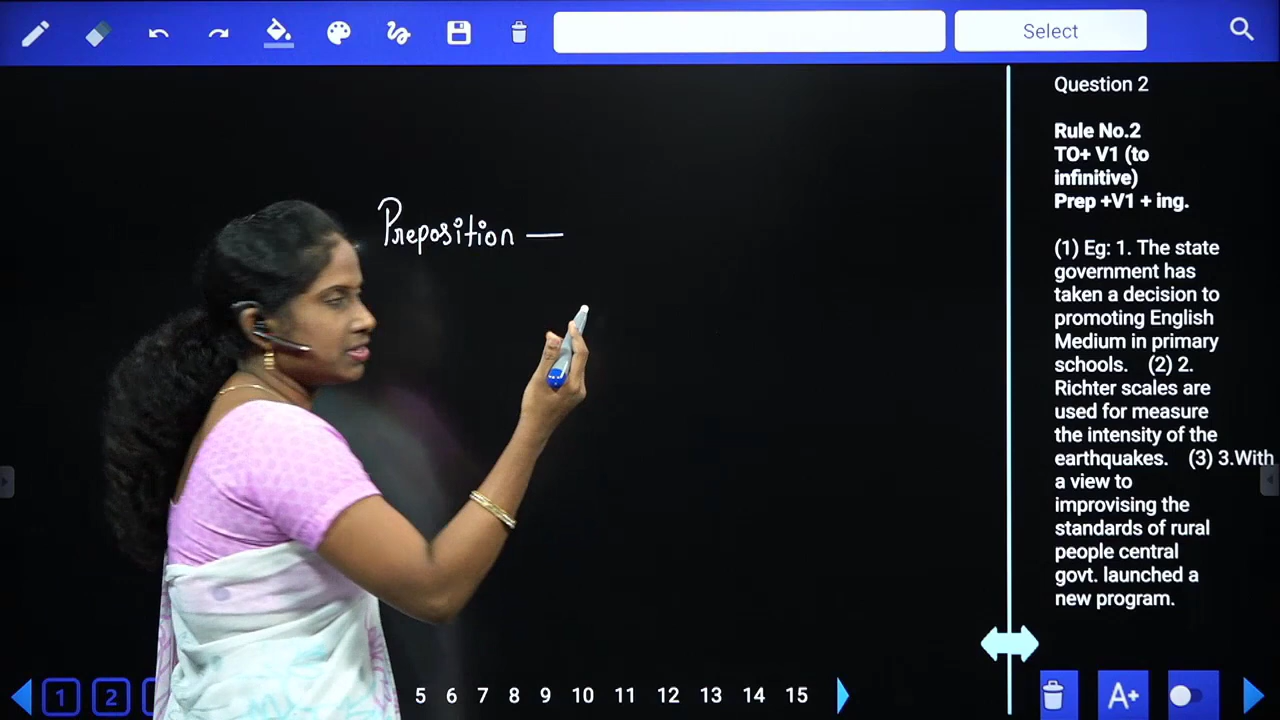 Select
Question 2
Rule No.2
TO+ V1 (to
infinitive)
Prep +V1 + ing.
(1) Eg: 1. The state
government has
taken a decision to
promoting English
Medium in primary
schools. (2) 2.
Richter scales are
used for measure
the intensity of the
earthquakes. (3) 3.With
a view to
improvising the
standards of rural
people central
govt. launched a
new program.
Preposition —
1 2 5 6 7 8 9 10 11 12 13 14 15
A+